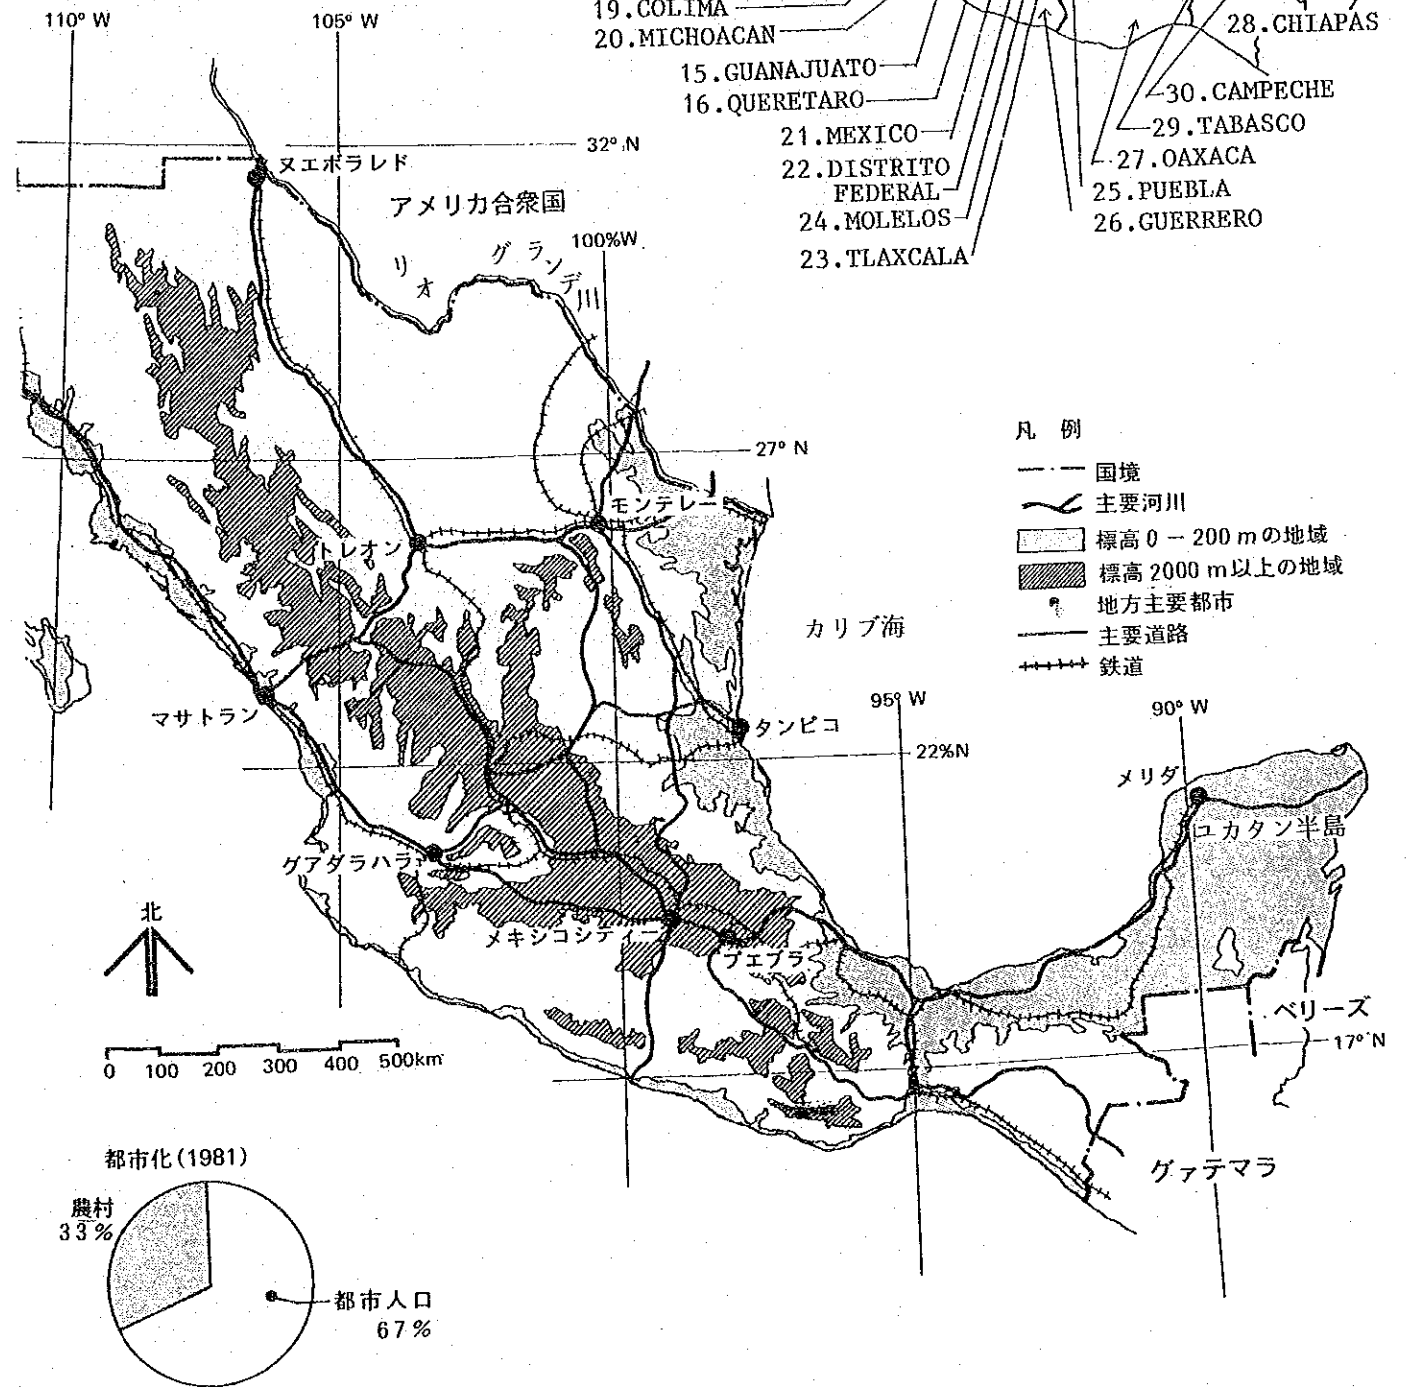 19.COLIMA
20.MICHOACAN
15.GUANAJUATO
16.QUERETARO
21.MEXICO
22.DISTRITO
FEDERAL
24.MOLELOS
23.TLAXCALA
28.CHIAPAS
30.CAMPECHE
29.TABASCO
27.OAXACA
25.PUEBLA
26.GUERRERO
110° W
105° W
32° N
ヌエボラレド
アメリカ合衆国
100%W
リオ グランデ川
27° N
モンテレー
トレオン
凡 例
国境
主要河川
標高 0 - 200 m の地域
標高 2000 m 以上の地域
地方主要都市
主要道路
鉄道
カリブ海
マサトラン
タンピコ
95° W
90° W
22%N
メリダ
ユカタン半島
グアダラハラ
北
メキシコシティー
プエブラ
ベリーズ
17° N
0 100 200 300 400 500km
グァテマラ
都市化(1981)
農村
33%
都市人口
67%